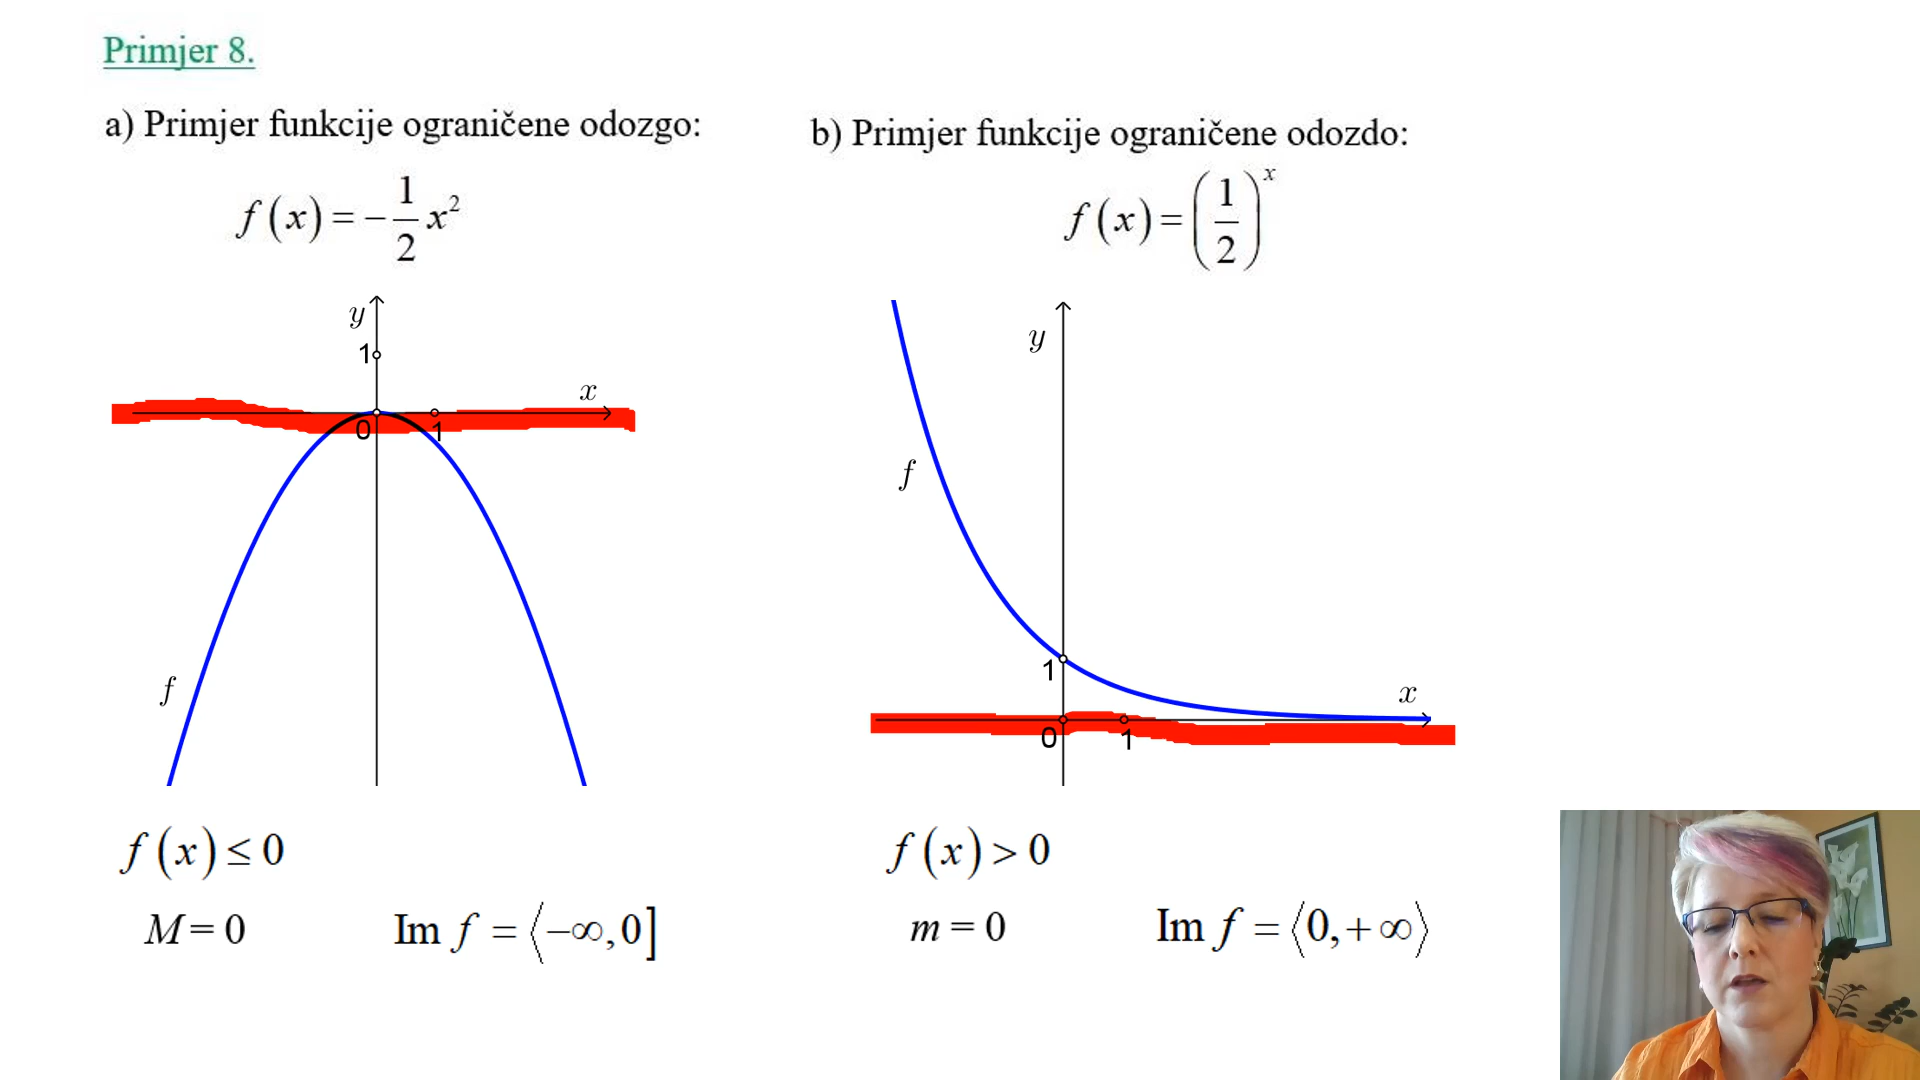 Primjer 8.
a) Primjer funkcije ograničene odozgo:
f(x) = -1/2 x²
y
1
x
0
1
f
f(x) ≤ 0
M = 0
Im f = ⟨-∞, 0]
b) Primjer funkcije ograničene odozdo:
f(x) = (1/2)^x
y
f
1
x
0
1
f(x) > 0
m = 0
Im f = ⟨0, +∞⟩